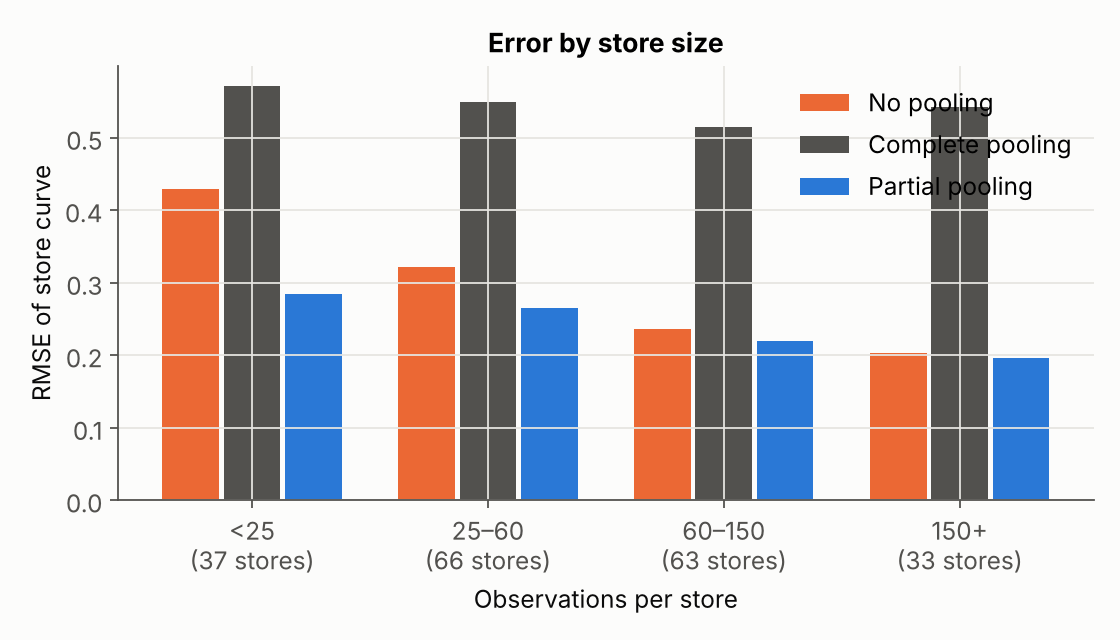 Error by store size
No pooling
Complete pooling
Partial pooling
RMSE of store curve
0.5
0.4
0.3
0.2
0.1
0.0
<25
(37 stores)
25–60
(66 stores)
60–150
(63 stores)
150+
(33 stores)
Observations per store